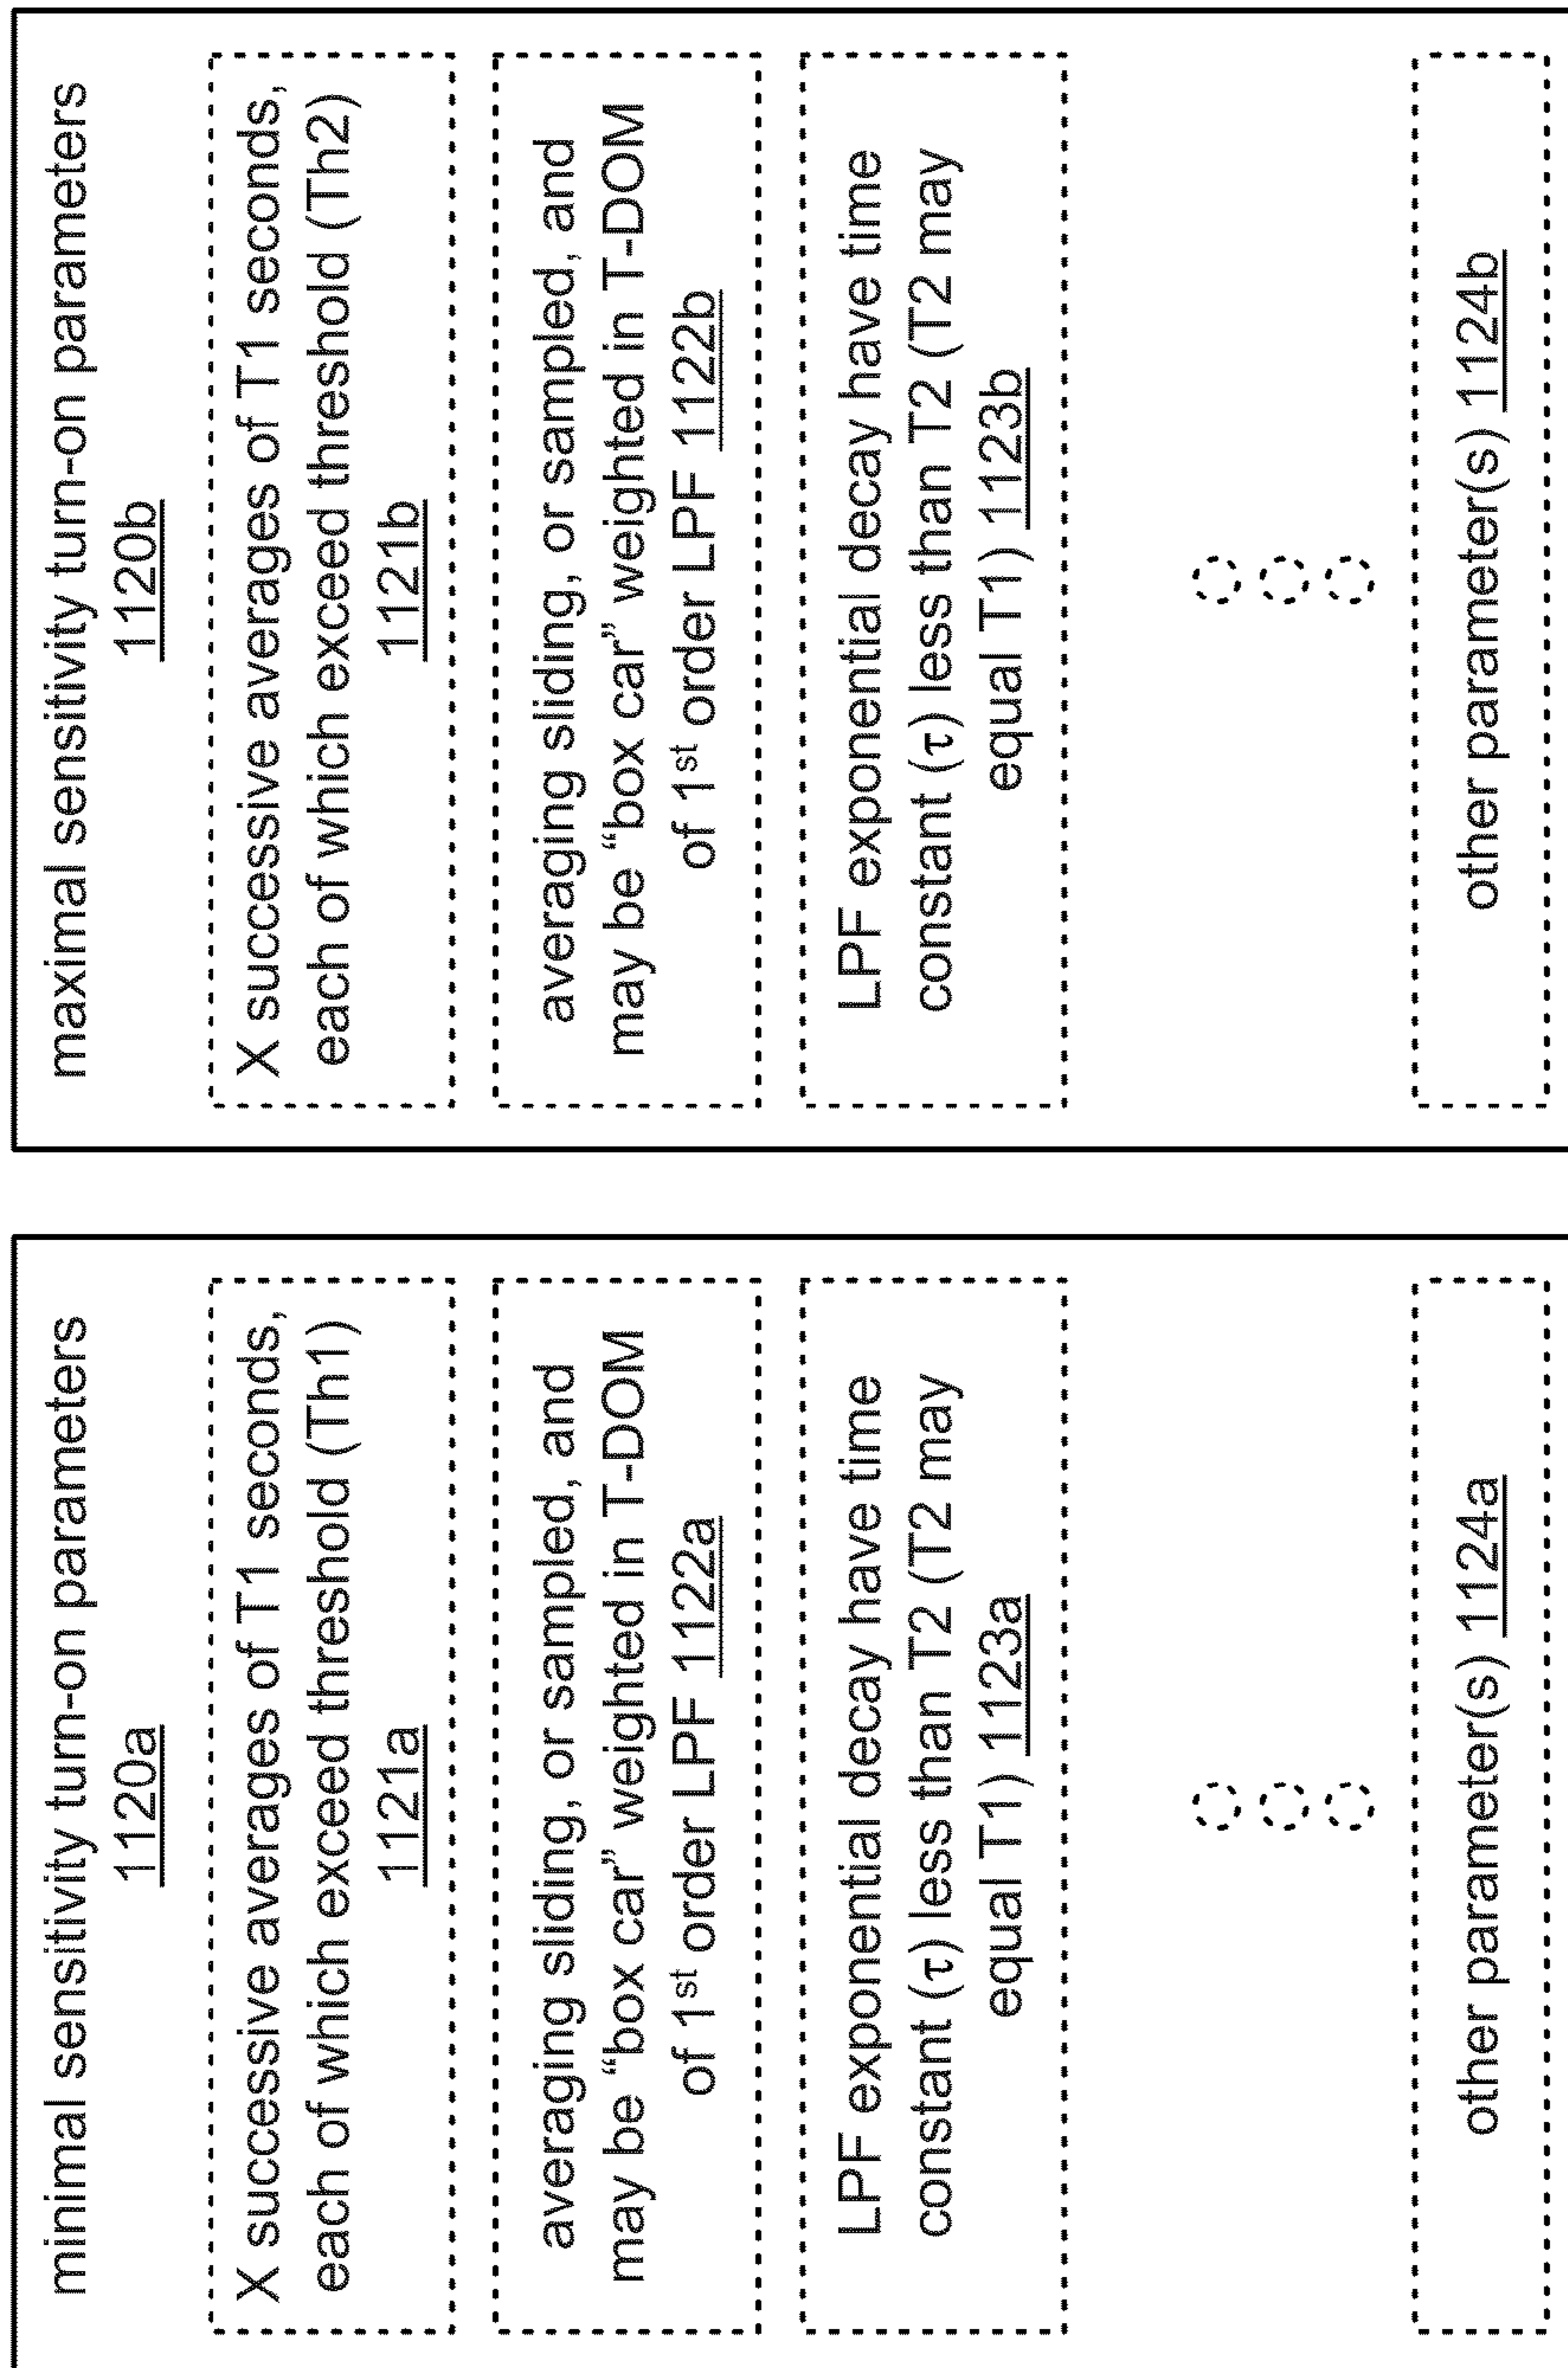 minimal sensitivity turn-on parameters
1120a
X successive averages of T1 seconds,
each of which exceed threshold (Th1)
1121a
averaging sliding, or sampled, and
may be “box car” weighted in T-DOM
of 1st order LPF 1122a
LPF exponential decay have time
constant (τ) less than T2 (T2 may
equal T1) 1123a
other parameter(s) 1124a
maximal sensitivity turn-on parameters
1120b
X successive averages of T1 seconds,
each of which exceed threshold (Th2)
1121b
averaging sliding, or sampled, and
may be “box car” weighted in T-DOM
of 1st order LPF 1122b
LPF exponential decay have time
constant (τ) less than T2 (T2 may
equal T1) 1123b
other parameter(s) 1124b